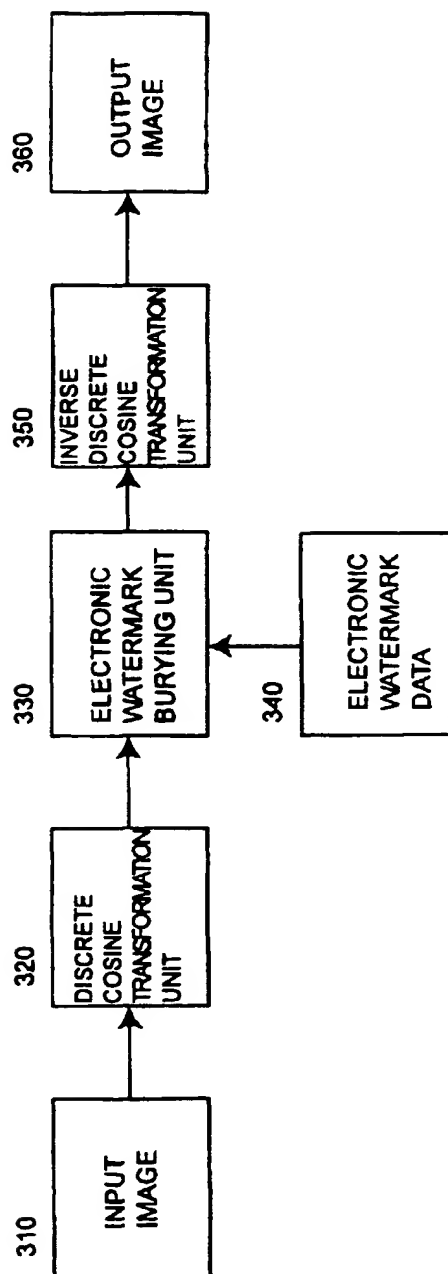 310
INPUT
IMAGE
320
DISCRETE
COSINE
TRANSFORMATION
UNIT
330
ELECTRONIC
WATERMARK
BURYING UNIT
340
ELECTRONIC
WATERMARK
DATA
350
INVERSE
DISCRETE
COSINE
TRANSFORMATION
UNIT
360
OUTPUT
IMAGE